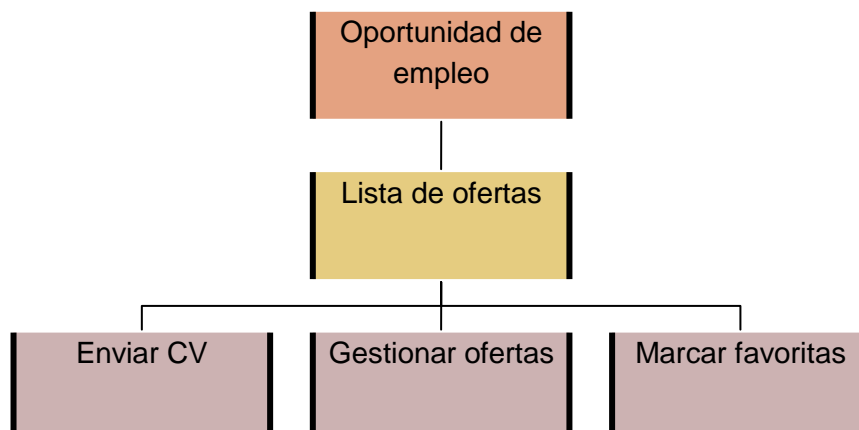 Oportunidad de
empleo
Lista de ofertas
Enviar CV
Gestionar ofertas
Marcar favoritas